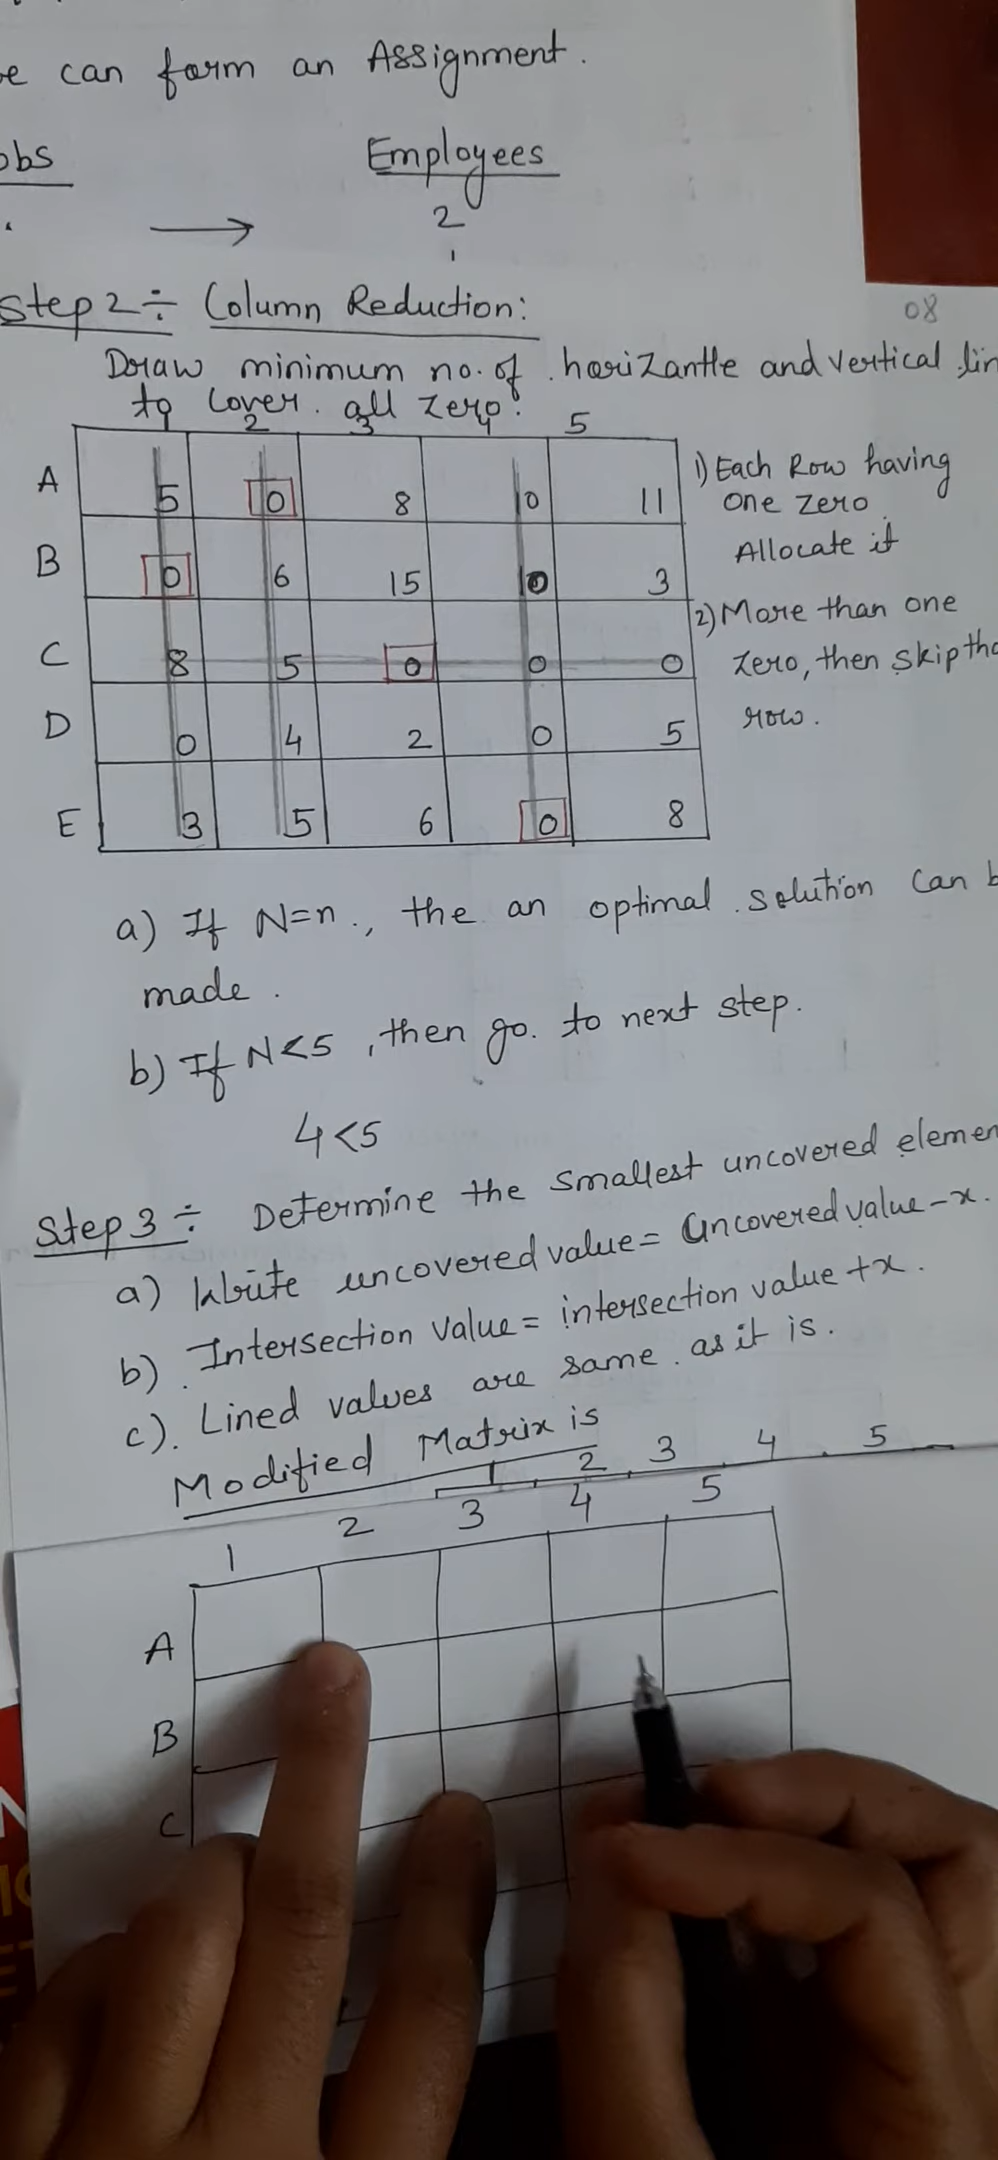 can form an Assignment.
Employees
→ 2
1
Step 2 ÷ Column Reduction:
08
Draw minimum no. of horizantle and vertical
to Cover all zero.
1 2 3 4 5
A 5 0 8 0 11
B 0 6 15 0 3
C 8 5 0 0 0
D 0 4 2 0 5
E 3 5 6 0 8
1) Each Row having
one zero
Allocate it
2) More than one
zero, then skip
row.
a) If N=n., the an optimal solution can
made.
b) If N<5, then go. to next step.
4<5
Step 3 ÷ Determine the smallest uncovered
a) Write uncovered value = Uncovered value - x.
b). Intersection Value = intersection value + x.
c). Lined values are same as it is.
Modified Matrix is
1 2 3 4 5
1 2 3 4 5
A
B
C